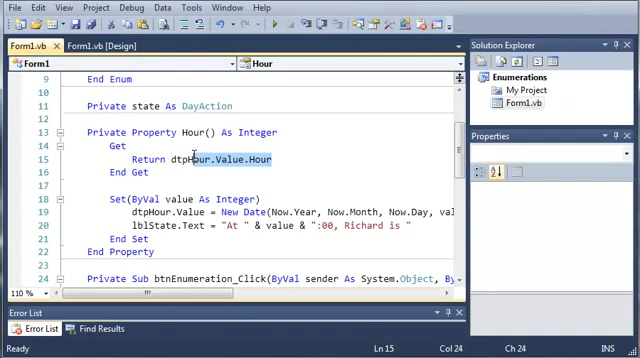 File Edit View Project Debug Data Tools Window Help
Form1.vb Form1.vb [Design]
Form1 Hour
9 End Enum
10
11 Private state As DayAction
12
13 Private Property Hour() As Integer
14 Get
15 Return dtpHour.Value.Hour
16 End Get
17
18 Set(ByVal value As Integer)
19 dtpHour.Value = New Date(Now.Year, Now.Month, Now.Day, val
20 lblState.Text = "At " & value & ":00, Richard is "
21 End Set
22 End Property
23
24 Private Sub btnEnumeration_Click(ByVal sender As System.Object, By
110 %
Solution Explorer
Enumerations
My Project
Form1.vb
Properties
Error List
Error List Find Results
Ready Ln 15 Col 24 Ch 24 INS